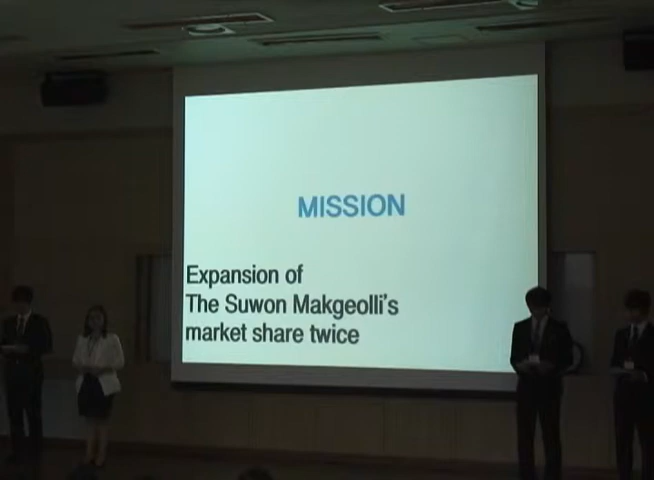 MISSION
Expansion of
The Suwon Makgeolli's
market share twice